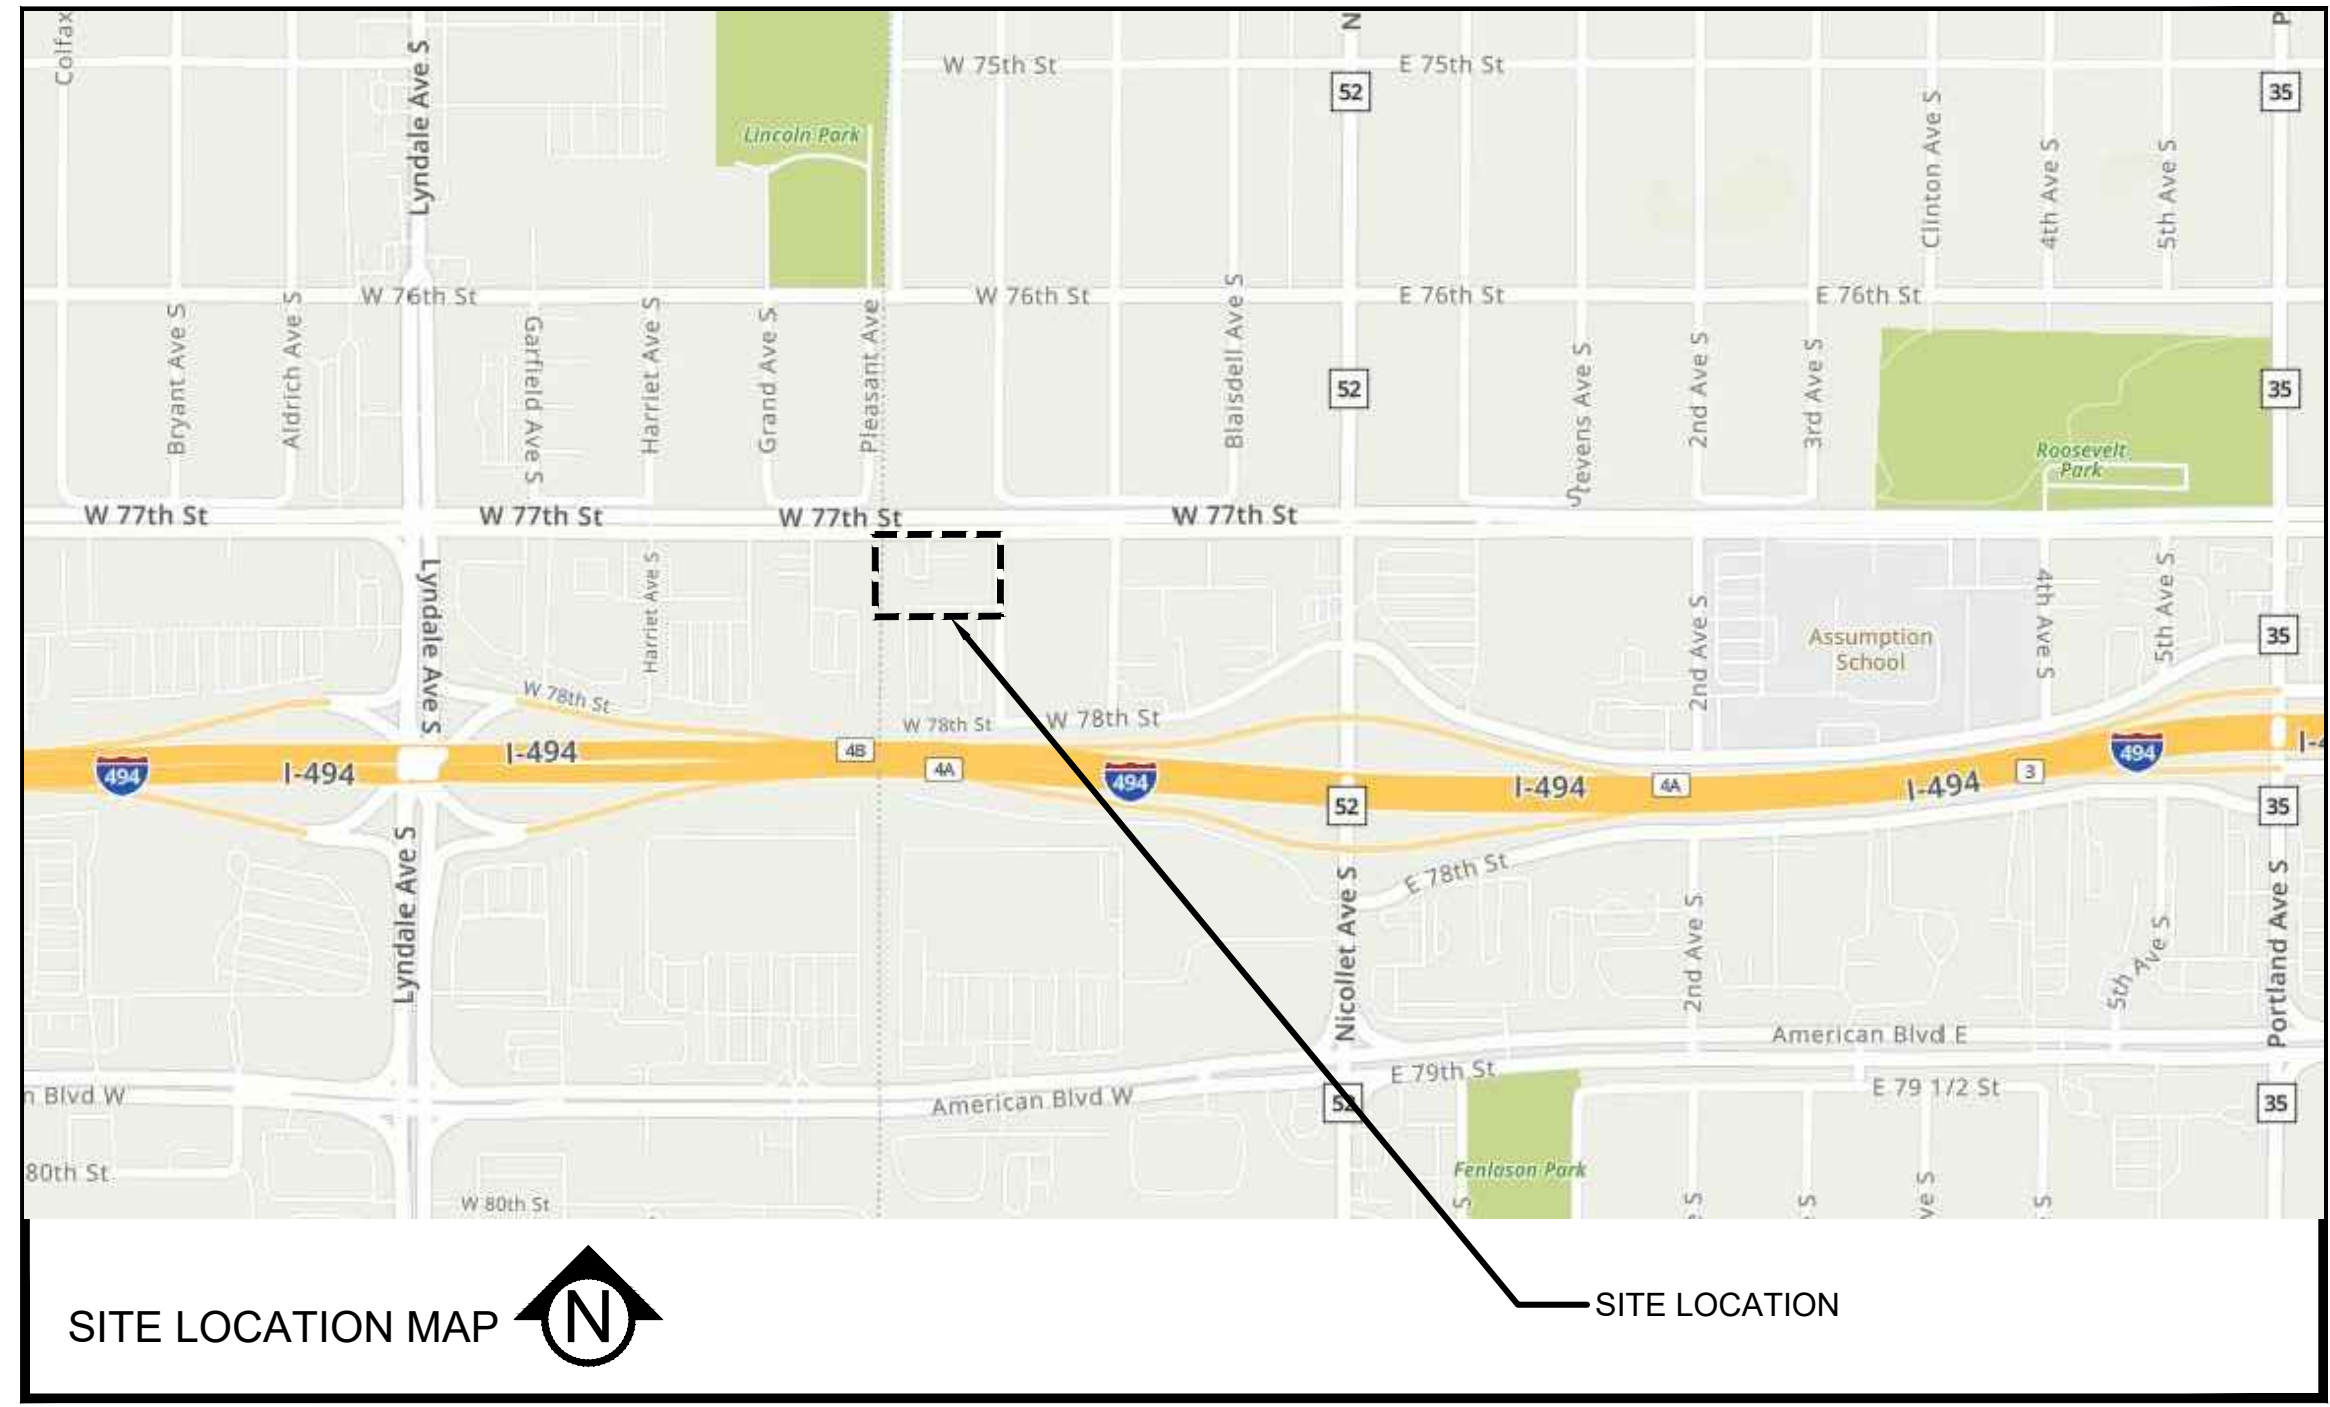 Colfax
Lyndale Ave S
N
P
W 75th St
E 75th St
52
35
Lincoln Park
Clinton Ave S
4th Ave S
5th Ave S
W 76th St
W 76th St
E 76th St
E 76th St
Bryant Ave S
Aldrich Ave S
Garfield Ave S
Harriet Ave S
Grand Ave S
Pleasant Ave
Blaisdell Ave S
52
Stevens Ave S
2nd Ave S
3rd Ave S
35
Roosevelt
Park
W 77th St
W 77th St
W 77th St
W 77th St
Lyndale Ave S
Harriet Ave S
2nd Ave S
Assumption
School
4th Ave S
5th Ave S
35
W 78th St
W 78th St
W 78th St
494
I-494
I-494
4B
4A
494
I-494
4A
I-494
3
494
I-4
52
35
Lyndale Ave S
Nicollet Ave S
E 78th St
2nd Ave S
5th Ave S
Portland Ave S
American Blvd E
n Blvd W
American Blvd W
E 79th St
E 79 1/2 St
52
35
80th St
W 80th St
Fenlason Park
S
e S
S
ve S
S
SITE LOCATION MAP
N
SITE LOCATION